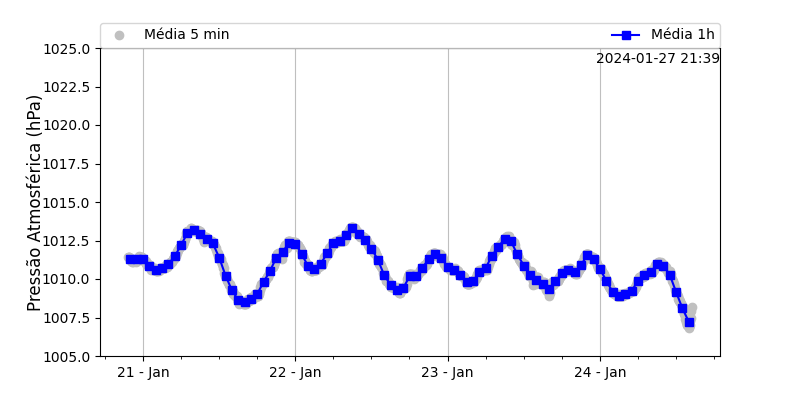 Média 5 min
Média 1h
2024-01-27 21:39
Pressão Atmosférica (hPa)
1025.0
1022.5
1020.0
1017.5
1015.0
1012.5
1010.0
1007.5
1005.0
21 - Jan
22 - Jan
23 - Jan
24 - Jan